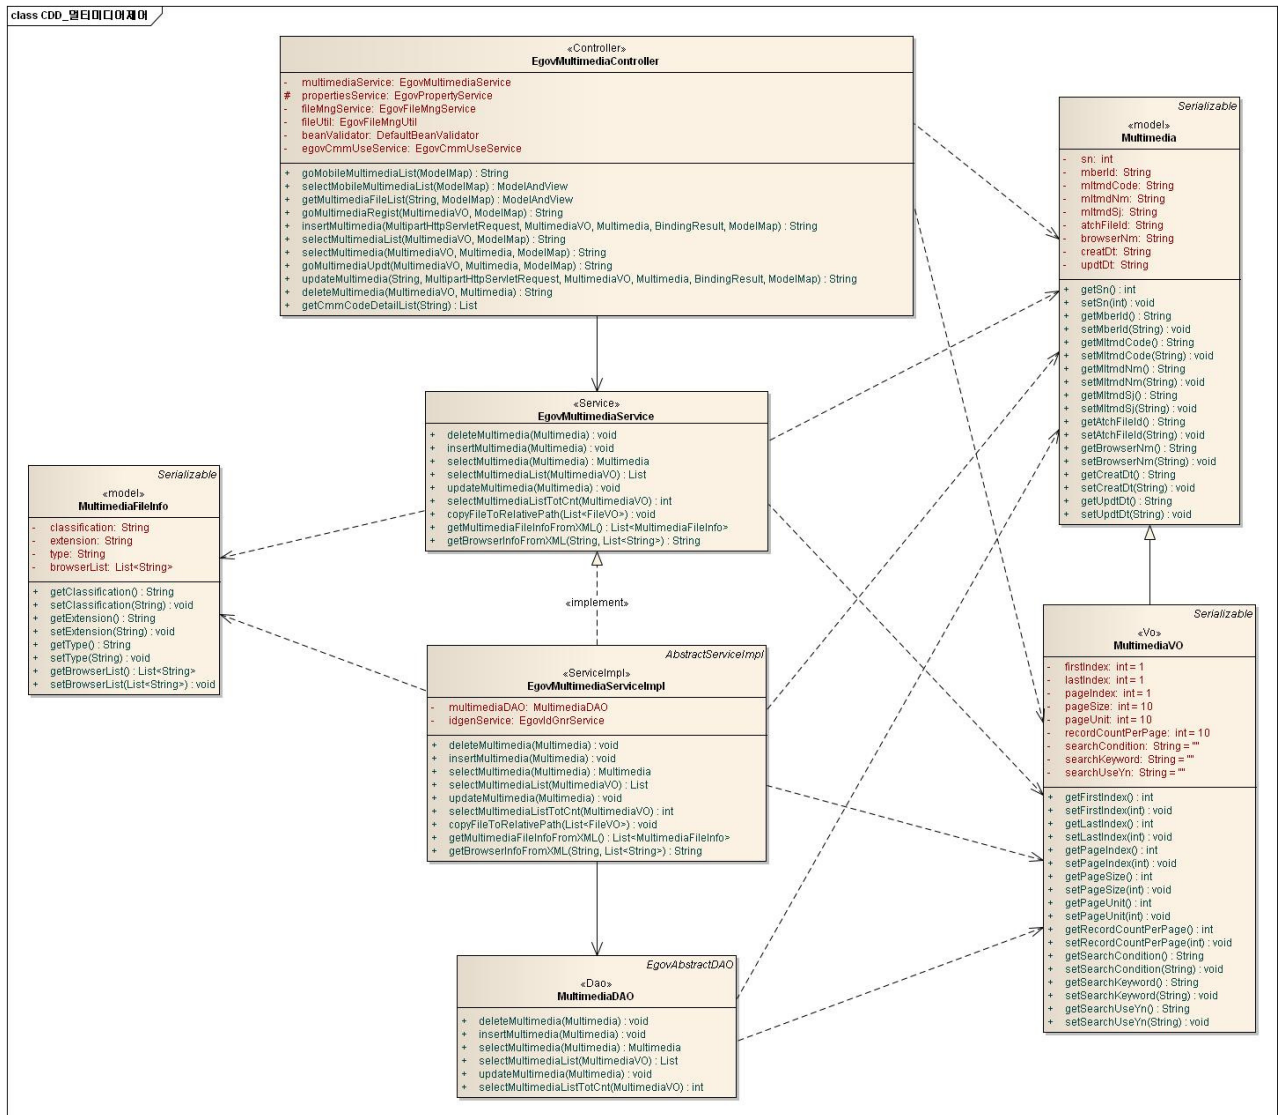 class CDD_멀티미디어제어
«Controller»
EgovMultimediaController
- multimediaService: EgovMultimediaService
# propertiesService: EgovPropertyService
- fileMngService: EgovFileMngService
- fileUtil: EgovFileMngUtil
- beanValidator: DefaultBeanValidator
- egovCmmUseService: EgovCmmUseService
+ goMobileMultimediaList(ModelMap) : String
+ selectMobileMultimediaList(ModelMap) : ModelAndView
+ getMultimediaFileList(String, ModelMap) : ModelAndView
+ goMultimediaRegist(MultimediaVO, ModelMap) : String
+ insertMultimedia(MultipartHttpServletRequest, MultimediaVO, Multimedia, BindingResult, ModelMap) : String
+ selectMultimediaList(MultimediaVO, ModelMap) : String
+ selectMultimedia(MultimediaVO, Multimedia, ModelMap) : String
+ goMultimediaUpdt(MultimediaVO, Multimedia, ModelMap) : String
+ updateMultimedia(String, MultipartHttpServletRequest, MultimediaVO, Multimedia, BindingResult, ModelMap) : String
+ deleteMultimedia(MultimediaVO, Multimedia) : String
+ getCmmCodeDetailList(String) : List
Serializable
«model»
Multimedia
- sn: int
- mberId: String
- mltmdCode: String
- mltmdNm: String
- mltmdSj: String
- atchFileId: String
- browserNm: String
- creatDt: String
- updtDt: String
+ getSn() : int
+ setSn(int) : void
+ getMberId() : String
+ setMberId(String) : void
+ getMltmdCode() : String
+ setMltmdCode(String) : void
+ getMltmdNm() : String
+ setMltmdNm(String) : void
+ getMltmdSj() : String
+ setMltmdSj(String) : void
+ getAtchFileId() : String
+ setAtchFileId(String) : void
+ getBrowserNm() : String
+ setBrowserNm(String) : void
+ getCreatDt() : String
+ setCreatDt(String) : void
+ getUpdtDt() : String
+ setUpdtDt(String) : void
«Service»
EgovMultimediaService
+ deleteMultimedia(Multimedia) : void
+ insertMultimedia(Multimedia) : void
+ selectMultimedia(Multimedia) : Multimedia
+ selectMultimediaList(MultimediaVO) : List
+ updateMultimedia(Multimedia) : void
+ selectMultimediaListTotCnt(MultimediaVO) : int
+ copyFileToRelativePath(List<FileVO>) : void
+ getMultimediaFileInfoFromXML() : List<MultimediaFileInfo>
+ getBrowserInfoFromXML(String, List<String>) : String
Serializable
«model»
MultimediaFileInfo
- classification: String
- extension: String
- type: String
- browserList: List<String>
+ getClassification() : String
+ setClassification(String) : void
+ getExtension() : String
+ setExtension(String) : void
+ getType() : String
+ setType(String) : void
+ getBrowserList() : List<String>
+ setBrowserList(List<String>) : void
«implement»
AbstractServiceImpl
«ServiceImpl»
EgovMultimediaServiceImpl
- multimediaDAO: MultimediaDAO
- idgenService: EgovIdGnrService
+ deleteMultimedia(Multimedia) : void
+ insertMultimedia(Multimedia) : void
+ selectMultimedia(Multimedia) : Multimedia
+ selectMultimediaList(MultimediaVO) : List
+ updateMultimedia(Multimedia) : void
+ selectMultimediaListTotCnt(MultimediaVO) : int
+ copyFileToRelativePath(List<FileVO>) : void
+ getMultimediaFileInfoFromXML() : List<MultimediaFileInfo>
+ getBrowserInfoFromXML(String, List<String>) : String
Serializable
«Vo»
MultimediaVO
- firstIndex: int = 1
- lastIndex: int = 1
- pageIndex: int = 1
- pageSize: int = 10
- pageUnit: int = 10
- recordCountPerPage: int = 10
- searchCondition: String = ""
- searchKeyword: String = ""
- searchUseYn: String = ""
+ getFirstIndex() : int
+ setFirstIndex(int) : void
+ getLastIndex() : int
+ setLastIndex(int) : void
+ getPageIndex() : int
+ setPageIndex(int) : void
+ getPageSize() : int
+ setPageSize(int) : void
+ getPageUnit() : int
+ setPageUnit(int) : void
+ getRecordCountPerPage() : int
+ setRecordCountPerPage(int) : void
+ getSearchCondition() : String
+ setSearchCondition(String) : void
+ getSearchKeyword() : String
+ setSearchKeyword(String) : void
+ getSearchUseYn() : String
+ setSearchUseYn(String) : void
EgovAbstractDAO
«Dao»
MultimediaDAO
+ deleteMultimedia(Multimedia) : void
+ insertMultimedia(Multimedia) : void
+ selectMultimedia(Multimedia) : Multimedia
+ selectMultimediaList(MultimediaVO) : List
+ updateMultimedia(Multimedia) : void
+ selectMultimediaListTotCnt(MultimediaVO) : int